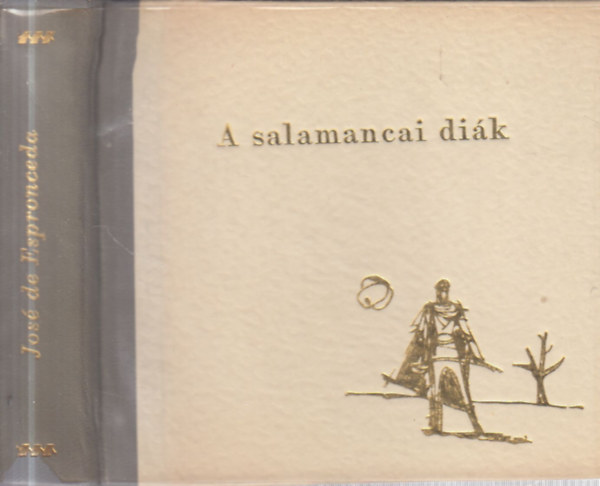 José de Espronceda
A salamancai diák